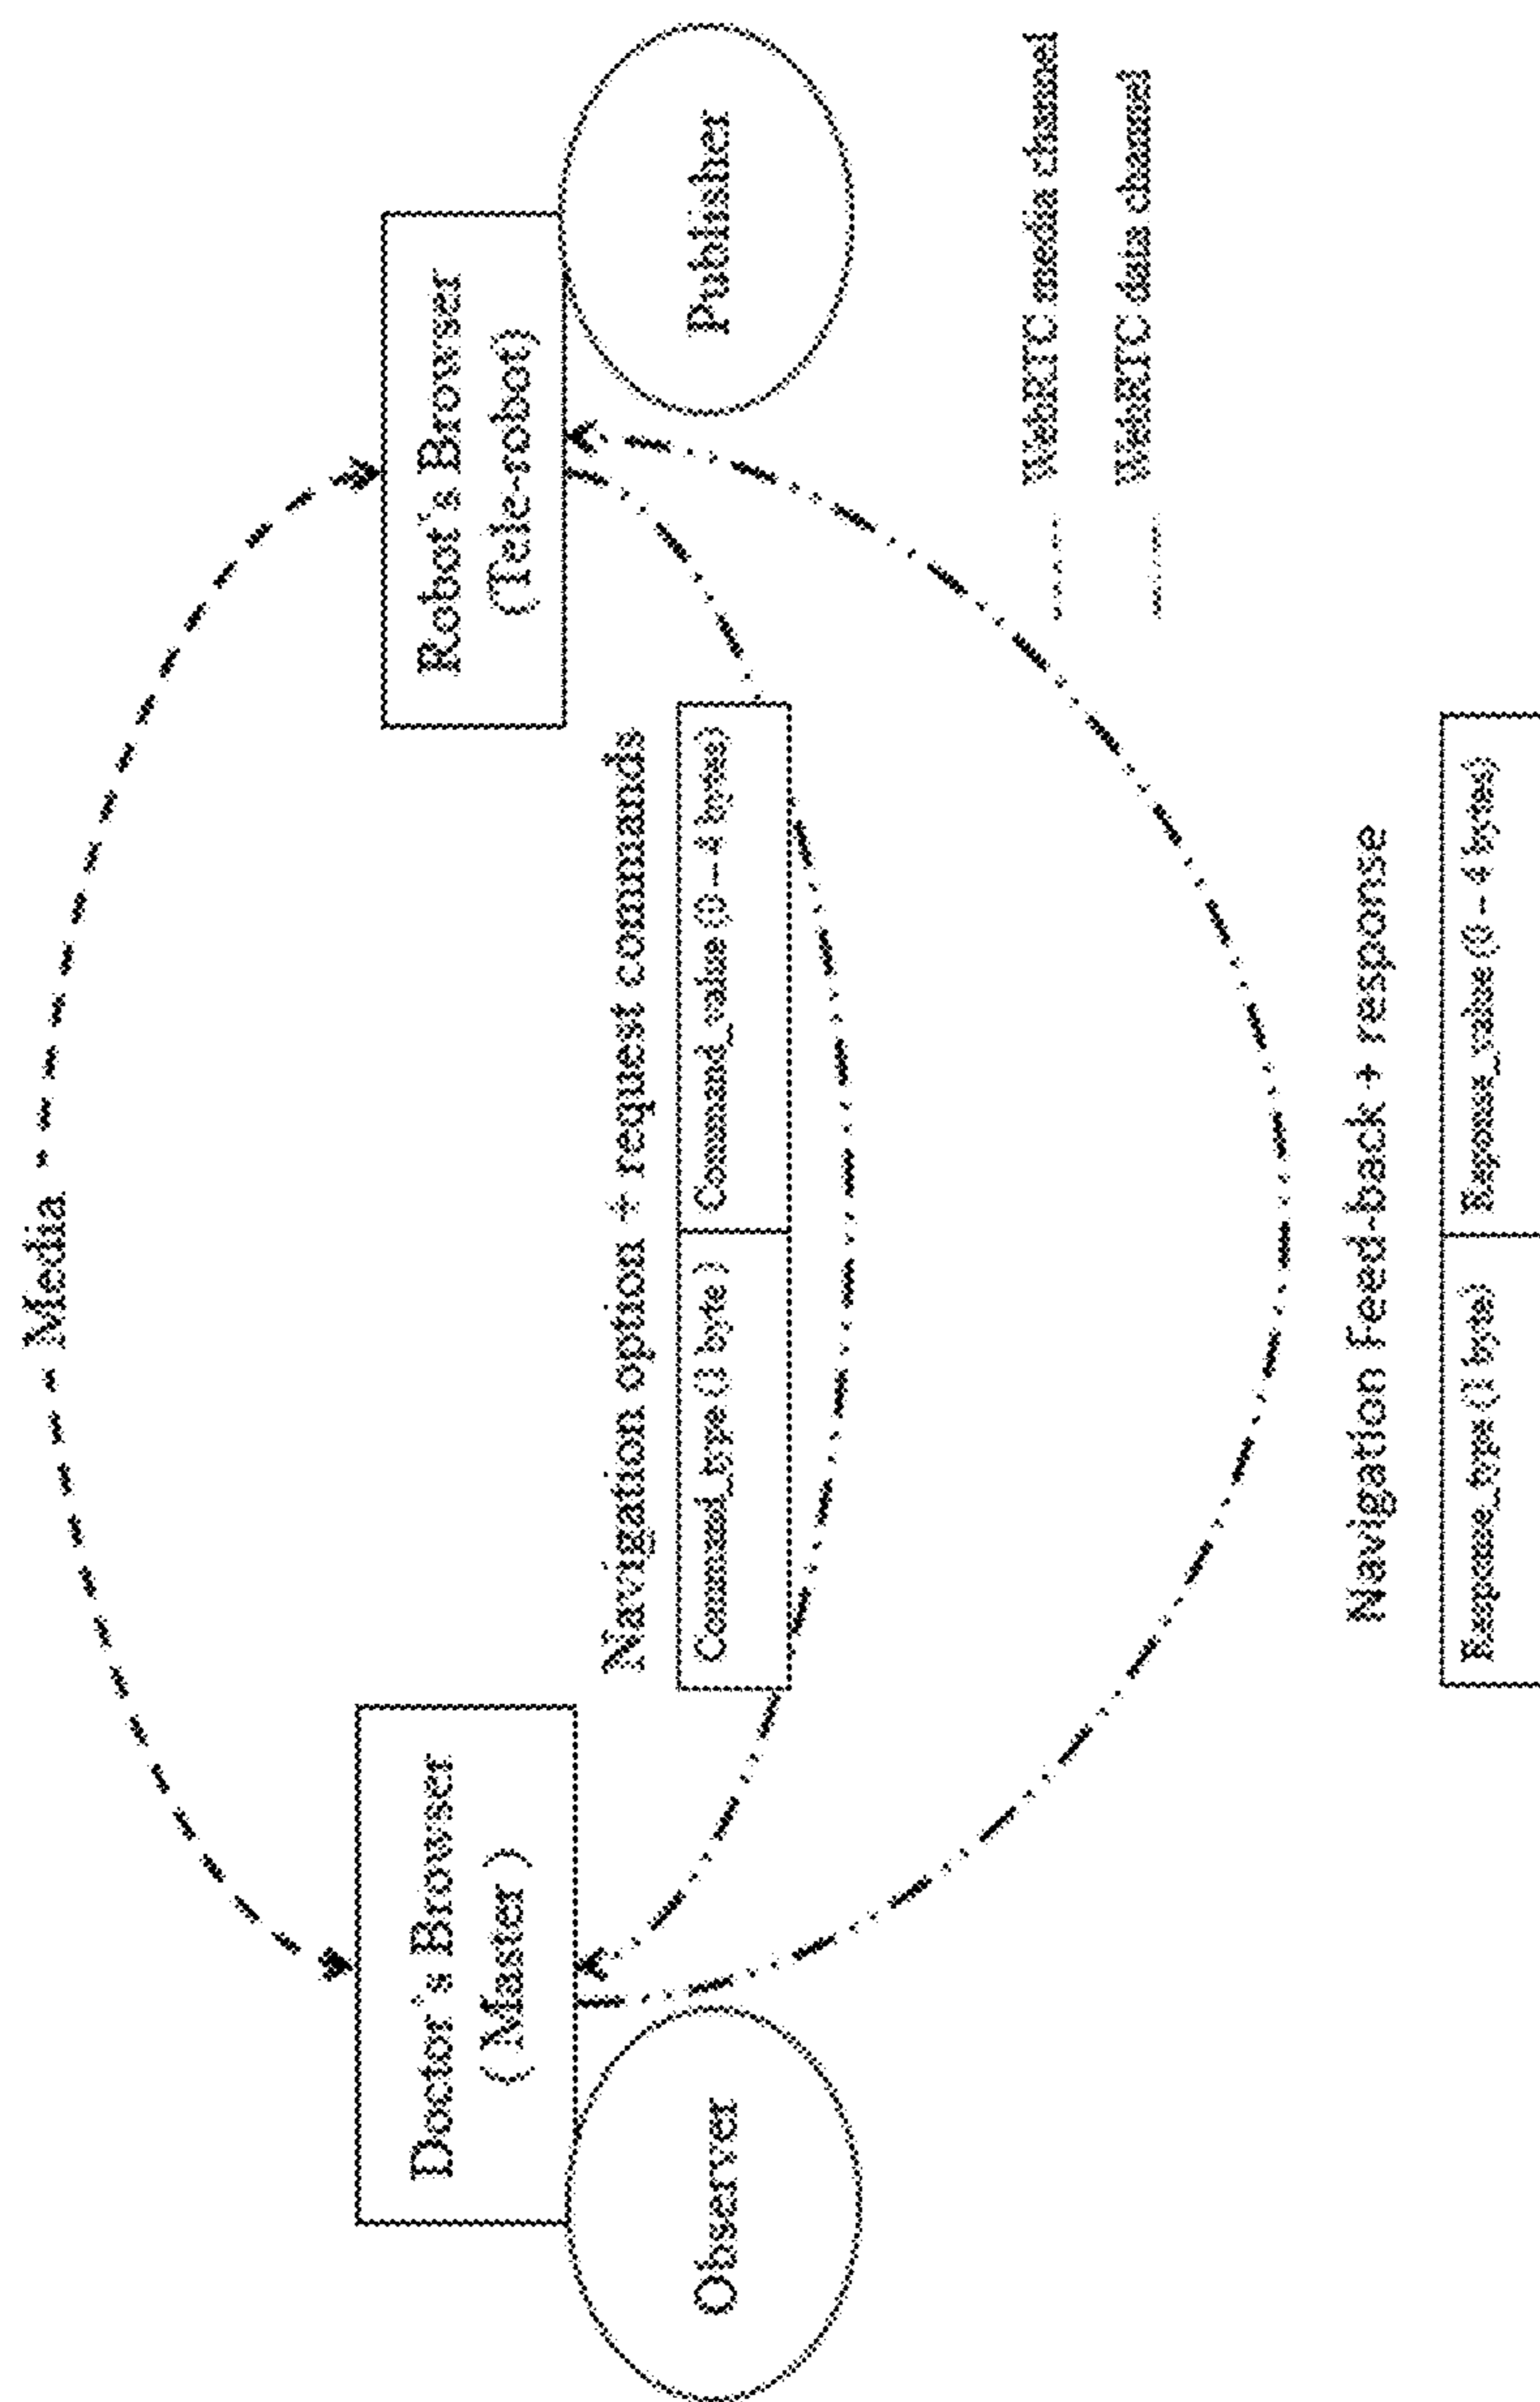 Media
Doctor's Browser
( Master )
Robot's Browser
(Tele-robot)
Observer
Publisher
Navigation option + request commands
Command_type (1 byte )
Command_value (0 – 4 bytes)
WebRTC media channel
WebRTC data channel
Navigation Feed-back + response
Response_type (1 byte)
Response_value (0 – 4 bytes)